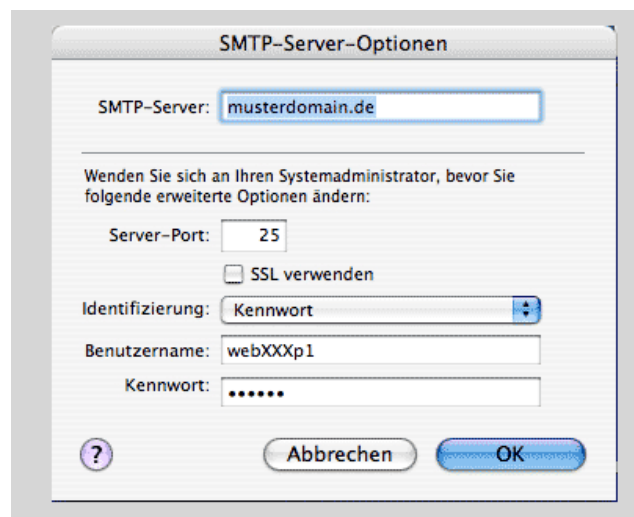 SMTP-Server-Optionen
SMTP-Server: musterdomain.de
Wenden Sie sich an Ihren Systemadministrator, bevor Sie
folgende erweiterte Optionen ändern:
Server-Port: 25
SSL verwenden
Identifizierung: Kennwort
Benutzername: webXXXp1
Kennwort: ••••••
? Abbrechen OK